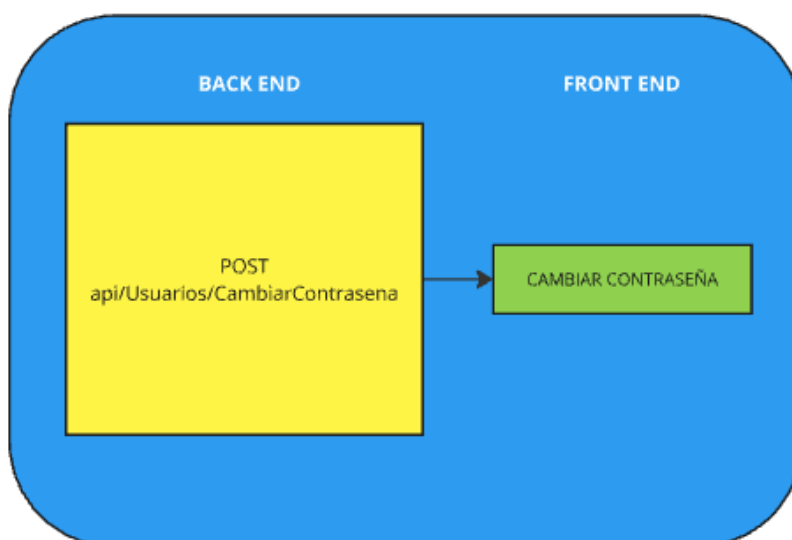 BACK END
FRONT END
POST
api/Usuarios/CambiarContrasena
CAMBIAR CONTRASEÑA